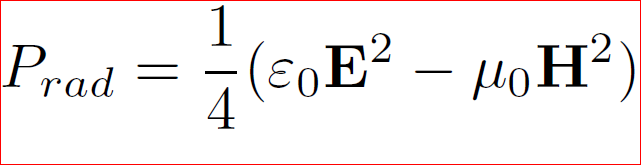 P_{rad} = \frac{1}{4}(\varepsilon_0 \mathbf{E}^2 - \mu_0 \mathbf{H}^2)